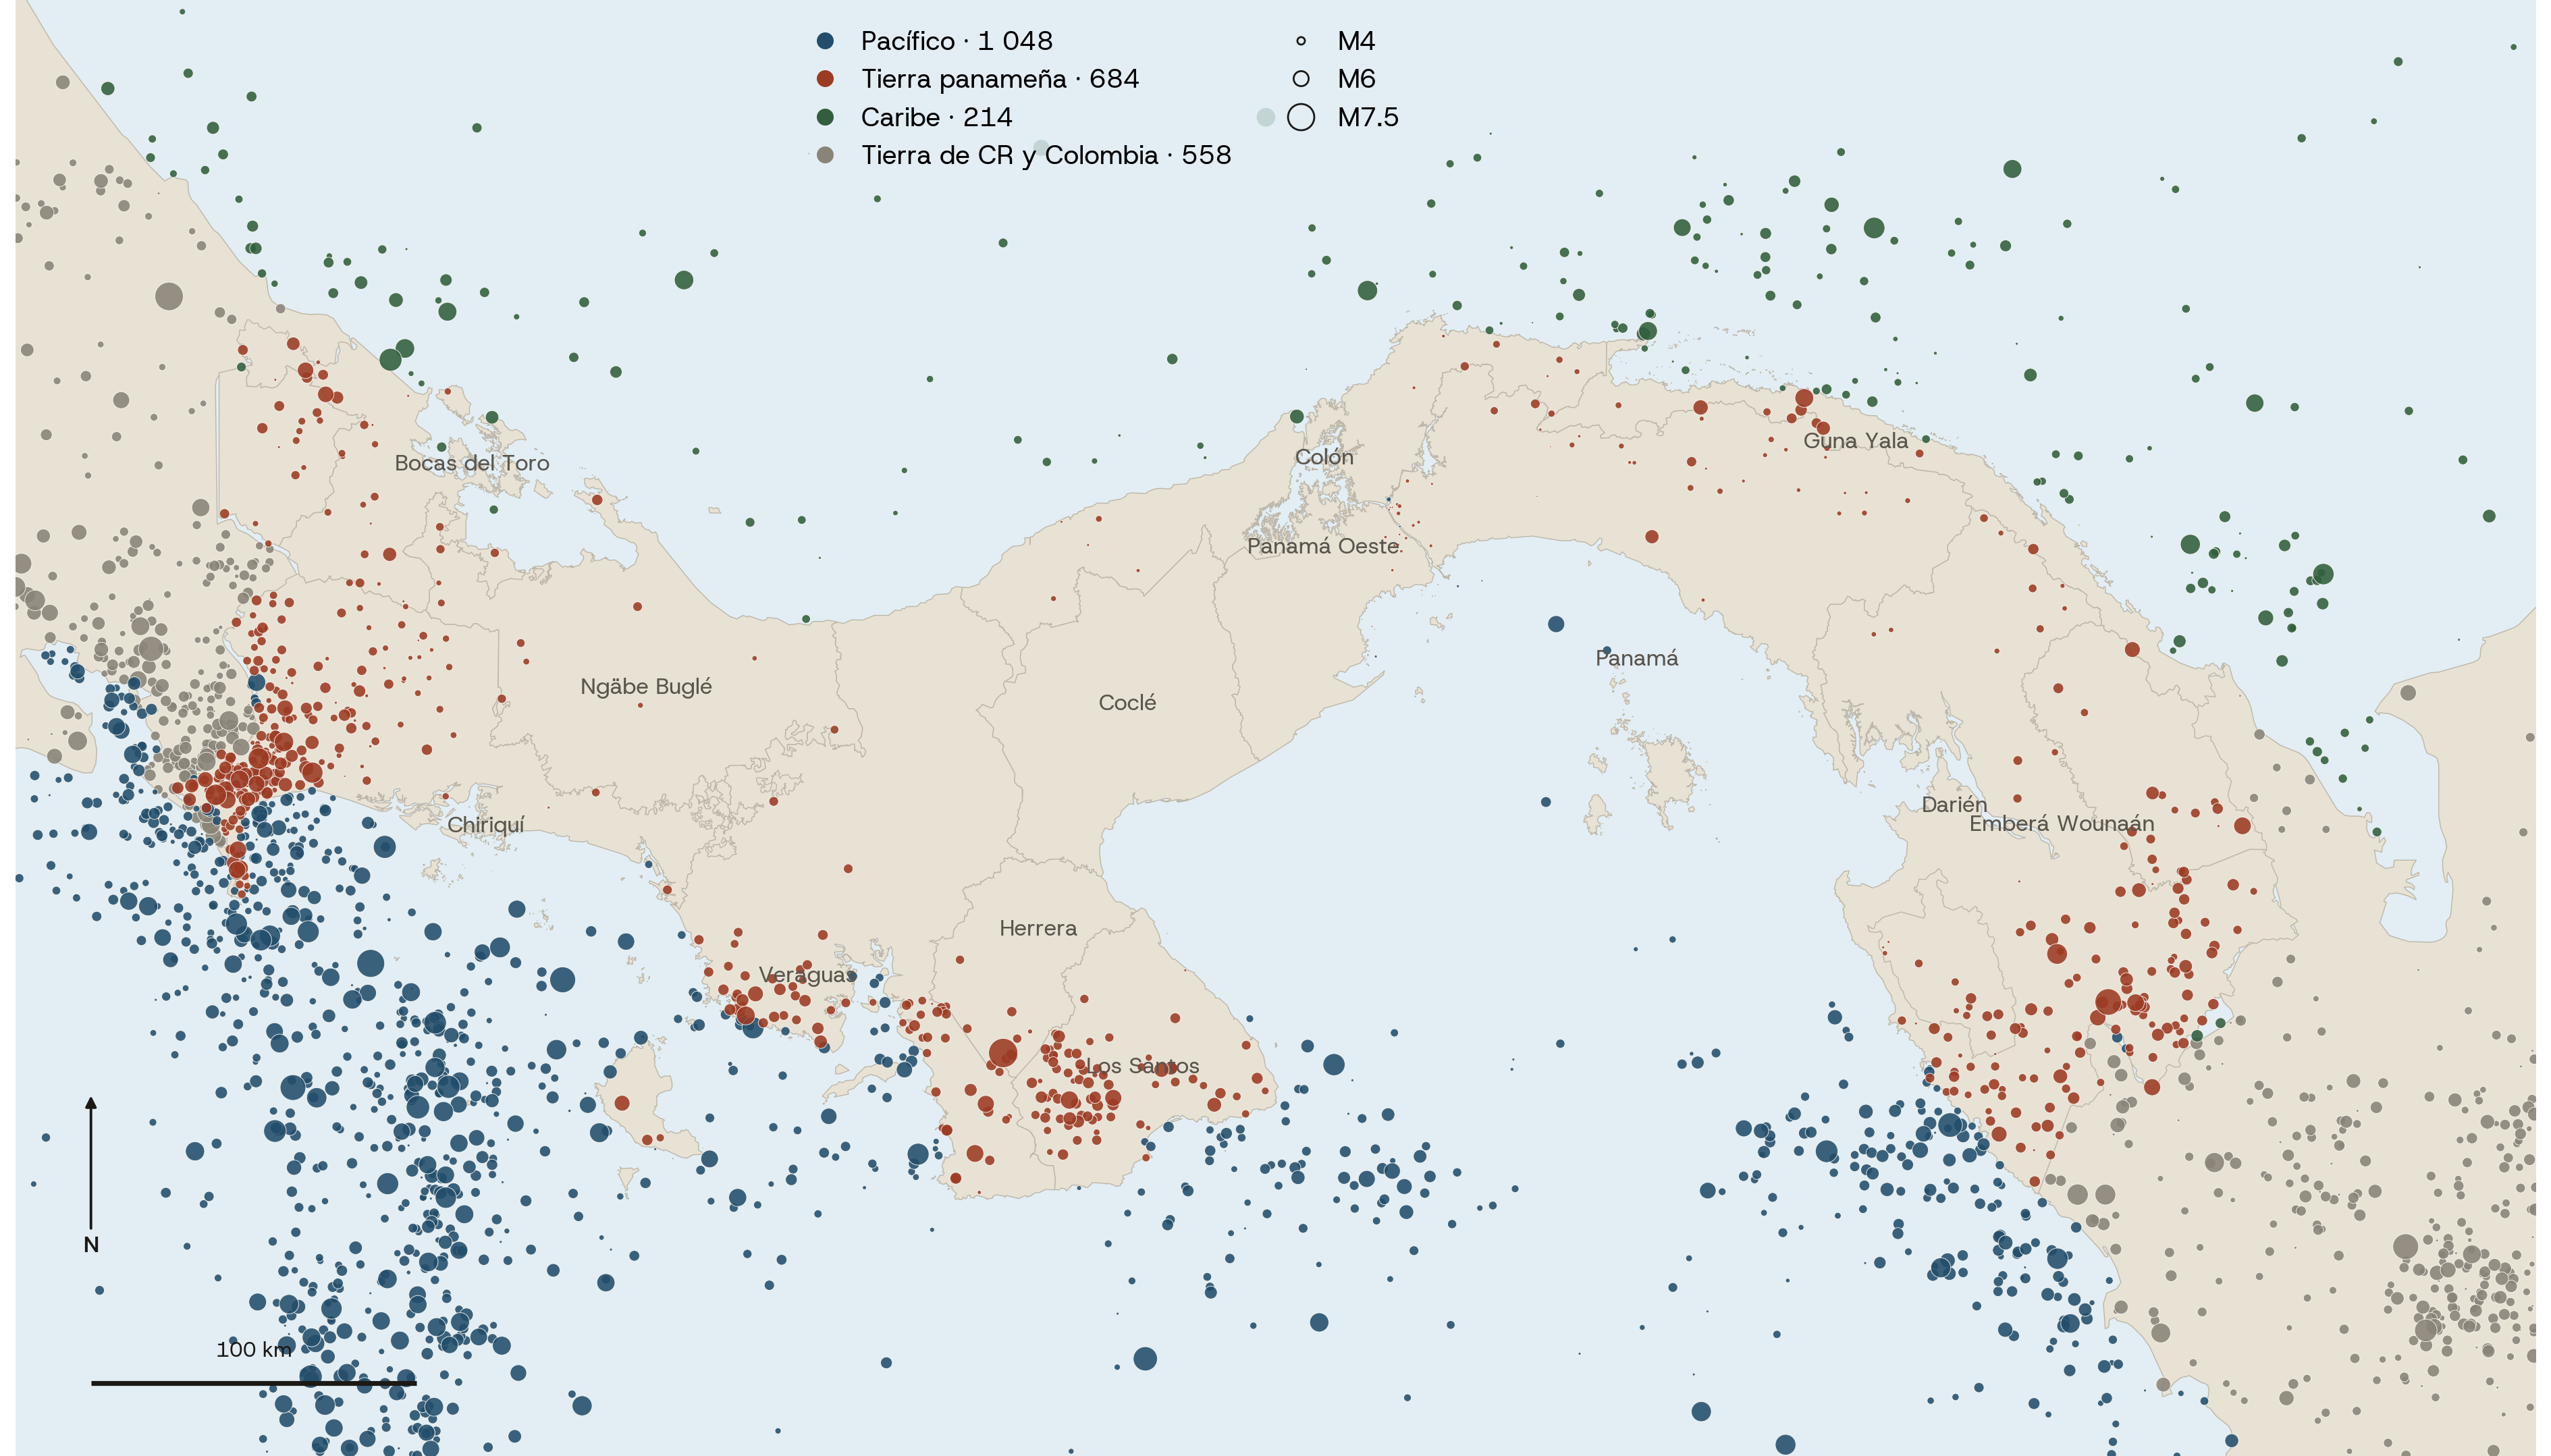 Pacífico · 1 048
Tierra panameña · 684
Caribe · 214
Tierra de CR y Colombia · 558
M4
M6
M7.5
Bocas del Toro
Colón
Guna Yala
Panamá Oeste
Panamá
Ngäbe Buglé
Coclé
Chiriquí
Darién
Emberá Wounaán
Herrera
Veraguas
Los Santos
N
100 km